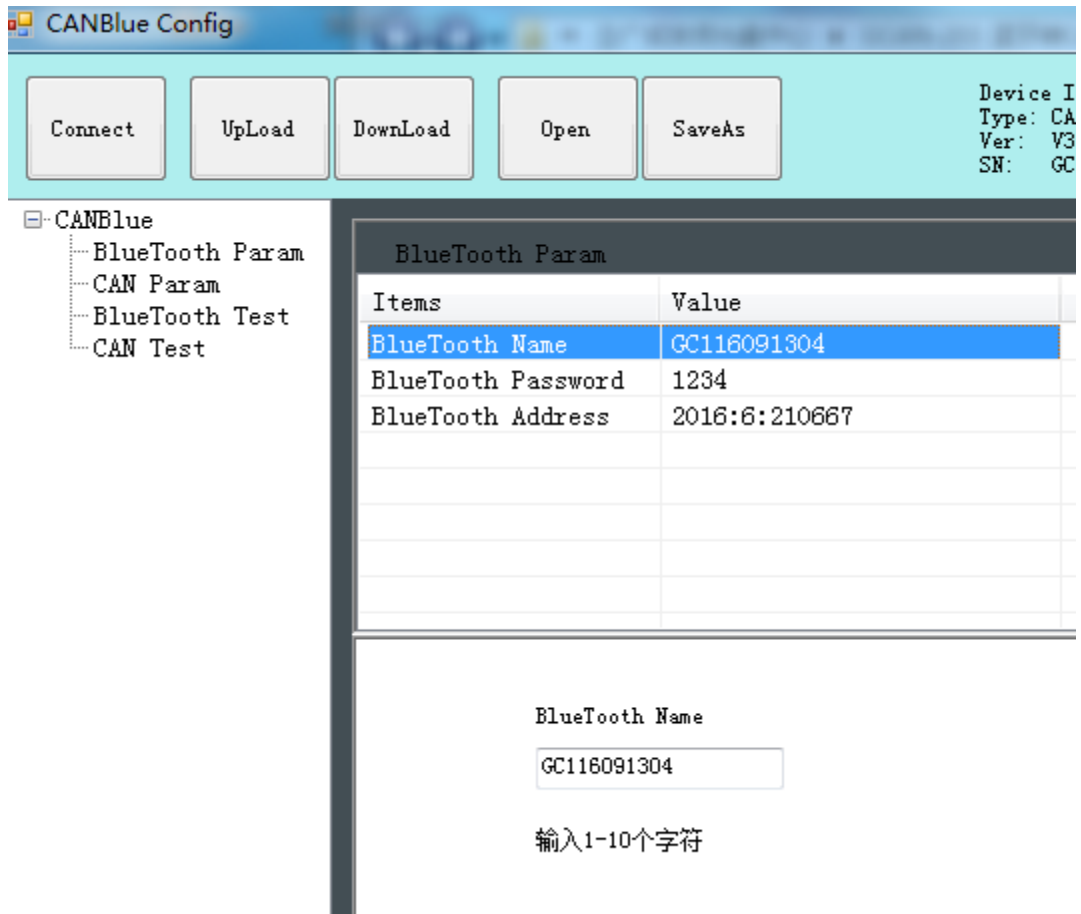 CANBlue Config
Connect UpLoad DownLoad Open SaveAs
Device I
Type: CA
Ver: V3
SN: GC
CANBlue
BlueTooth Param
CAN Param
BlueTooth Test
CAN Test
BlueTooth Param
Items Value
BlueTooth Name GC116091304
BlueTooth Password 1234
BlueTooth Address 2016:6:210667
BlueTooth Name
GC116091304
输入1-10个字符